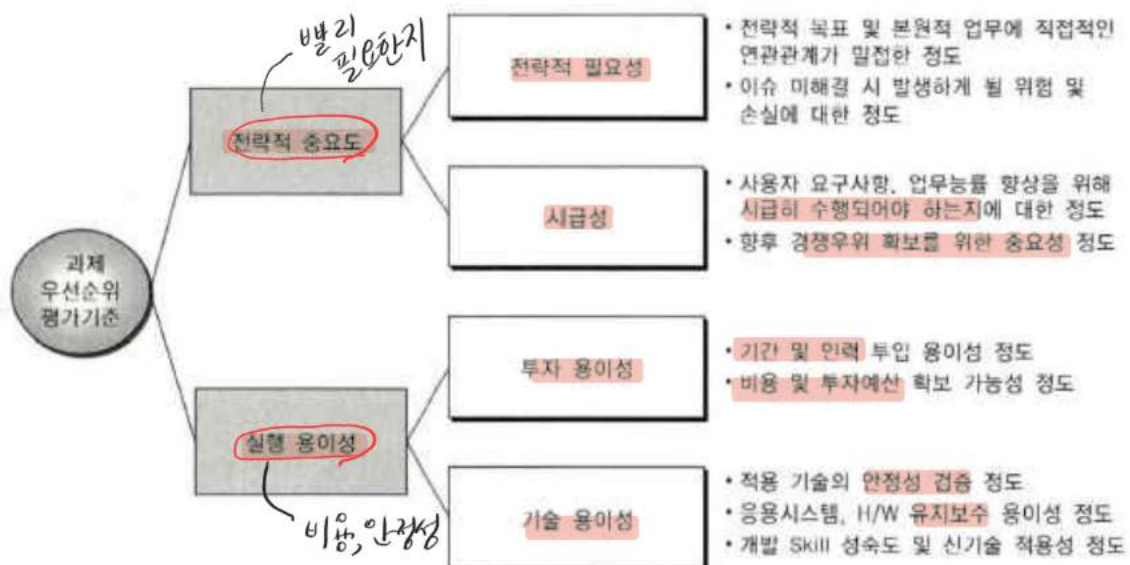 빨리
필요한지
전략적 중요도
과제
우선순위
평가기준
실행 용이성
비용, 안정성
전략적 필요성
• 전략적 목표 및 본원적 업무에 직접적인
연관관계가 밀접한 정도
• 이슈 미해결 시 발생하게 될 위험 및
손실에 대한 정도
시급성
• 사용자 요구사항, 업무능률 향상을 위해
시급히 수행되어야 하는지에 대한 정도
• 향후 경쟁우위 확보를 위한 중요성 정도
투자 용이성
• 기간 및 인력 투입 용이성 정도
• 비용 및 투자예산 확보 가능성 정도
기술 용이성
• 적용 기술의 안정성 검증 정도
• 응용시스템, H/W 유지보수 용이성 정도
• 개발 Skill 성숙도 및 신기술 적용성 정도